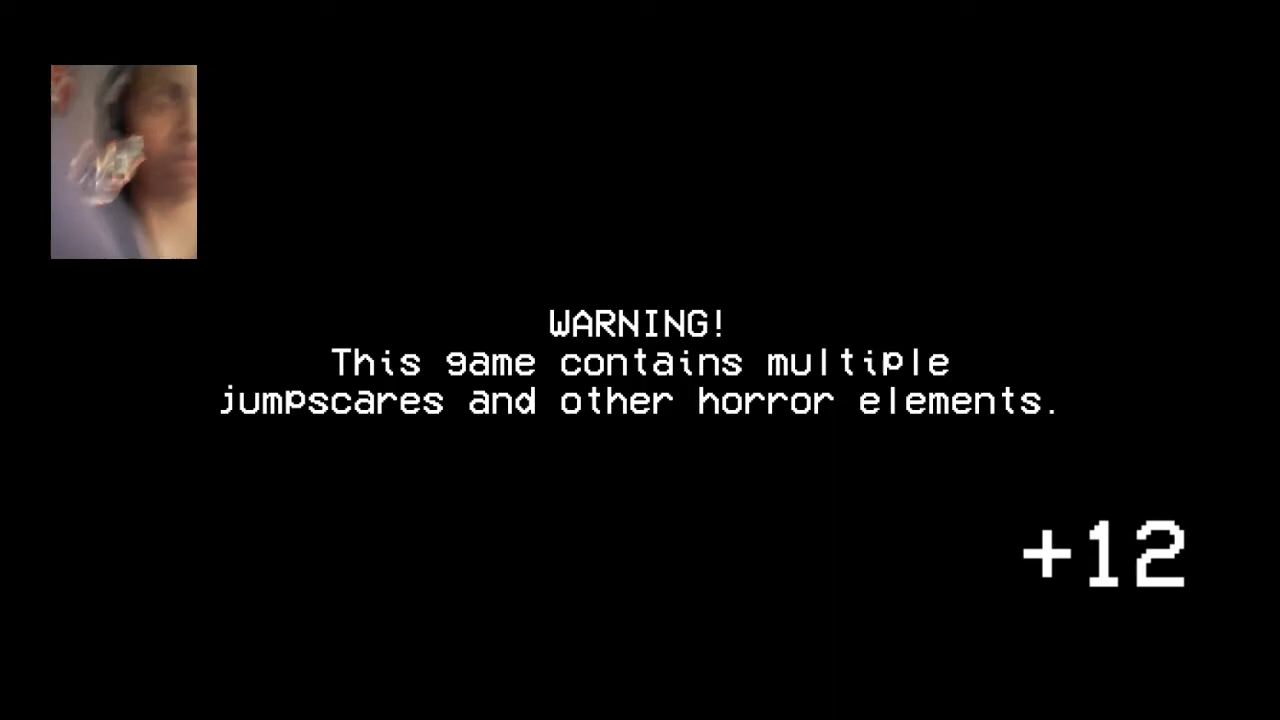 WARNING!
This game contains multiple
jumpscares and other horror elements.
+12